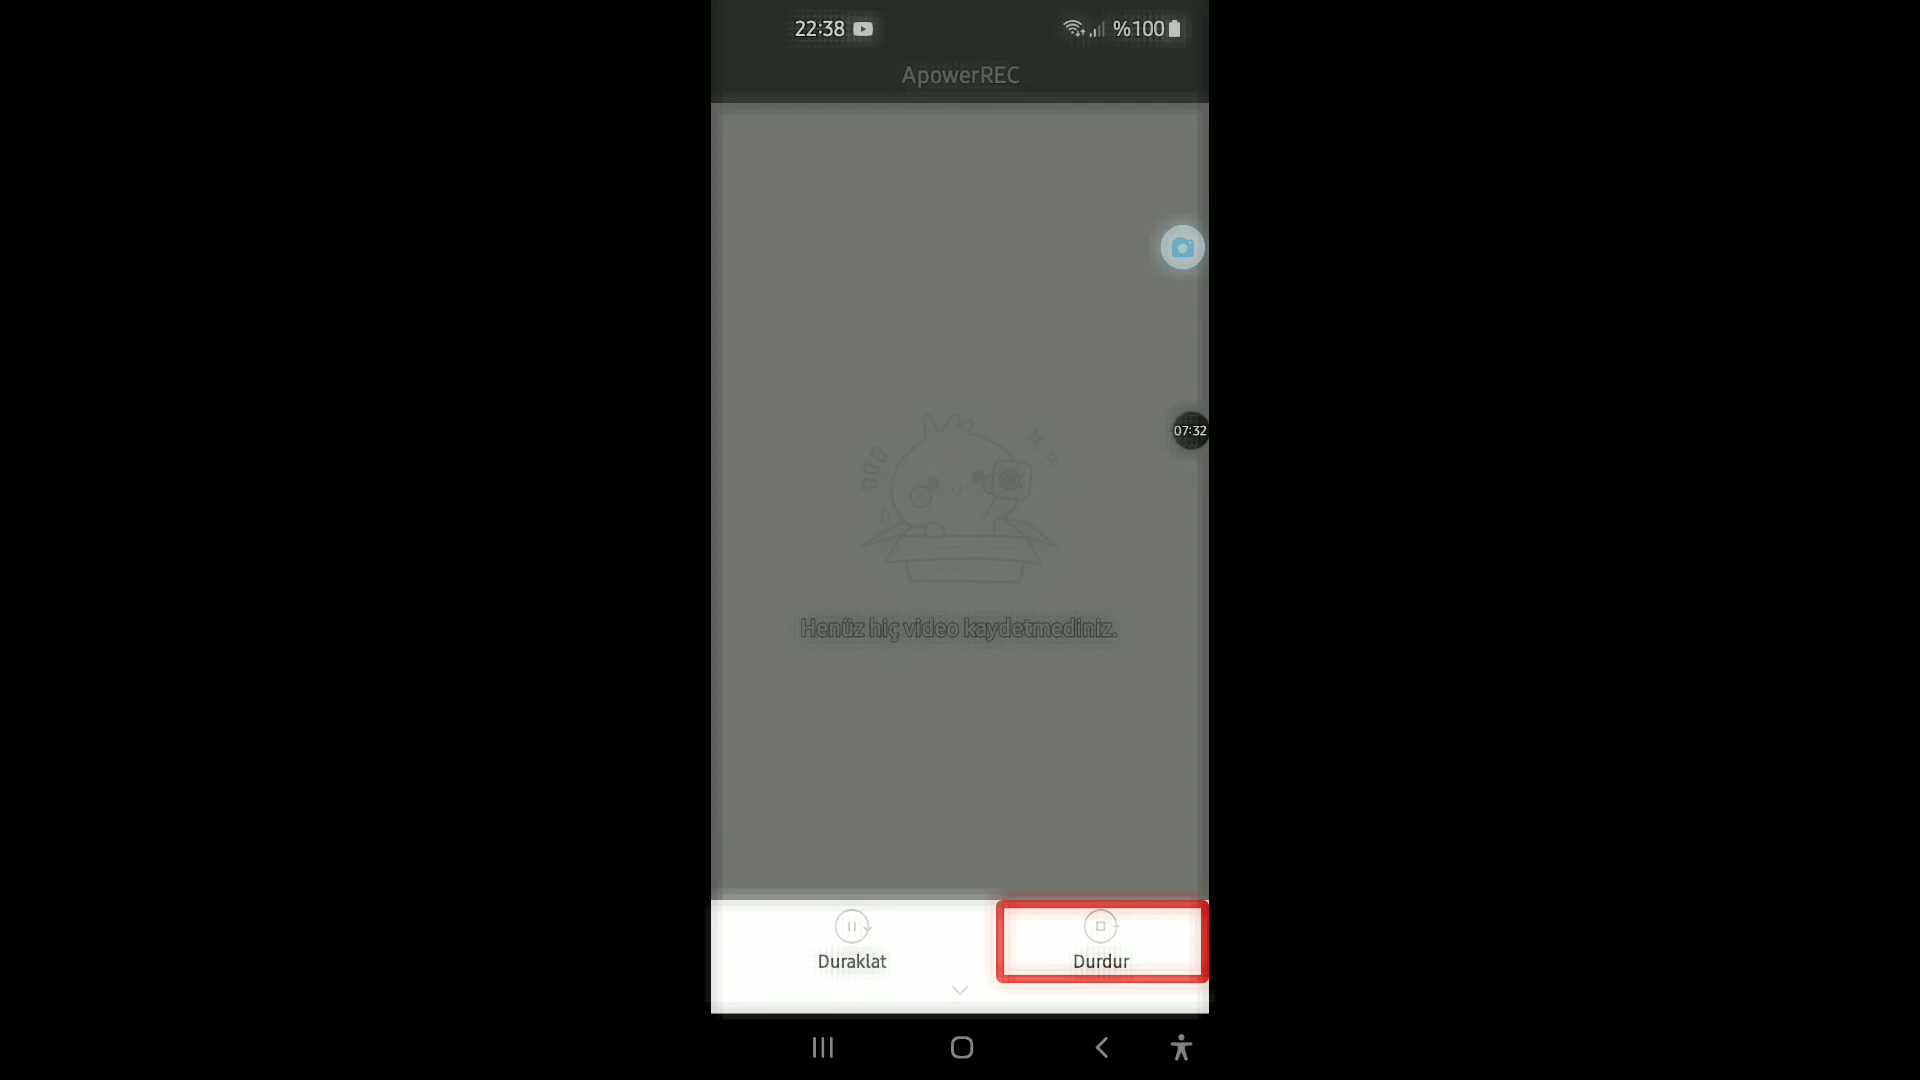 22:38
%100
ApowerREC
07:32
Henüz hiç video kaydetmediniz.
Duraklat
Durdur